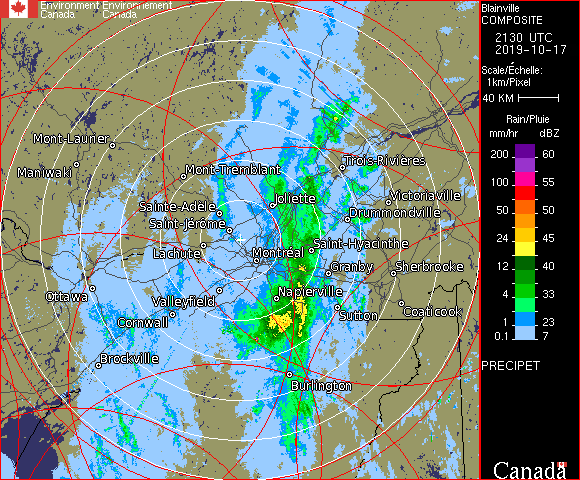 Environment Environnement
Canada Canada
Blainville
COMPOSITE
2130 UTC
2019-10-17
Scale/Échelle:
1km/Pixel
40 KM
Rain/Pluie
mm/hr dBZ
200 60
100 55
50 50
24 45
12 40
4 33
1 23
0.1 7
PRECIPET
Mont-Laurier
Maniwaki
Mont-Tremblant
Trois-Rivieres
Joliette
Victoriaville
Sainte-Adele
Drummondville
Saint-Jérôme
Saint-Hyacinthe
Lachute
Montréal
Granby
Sherbrooke
Ottawa
Valleyfield
Napierville
Cornwall
Sutton
Coaticook
Brockville
Burlington
Canada